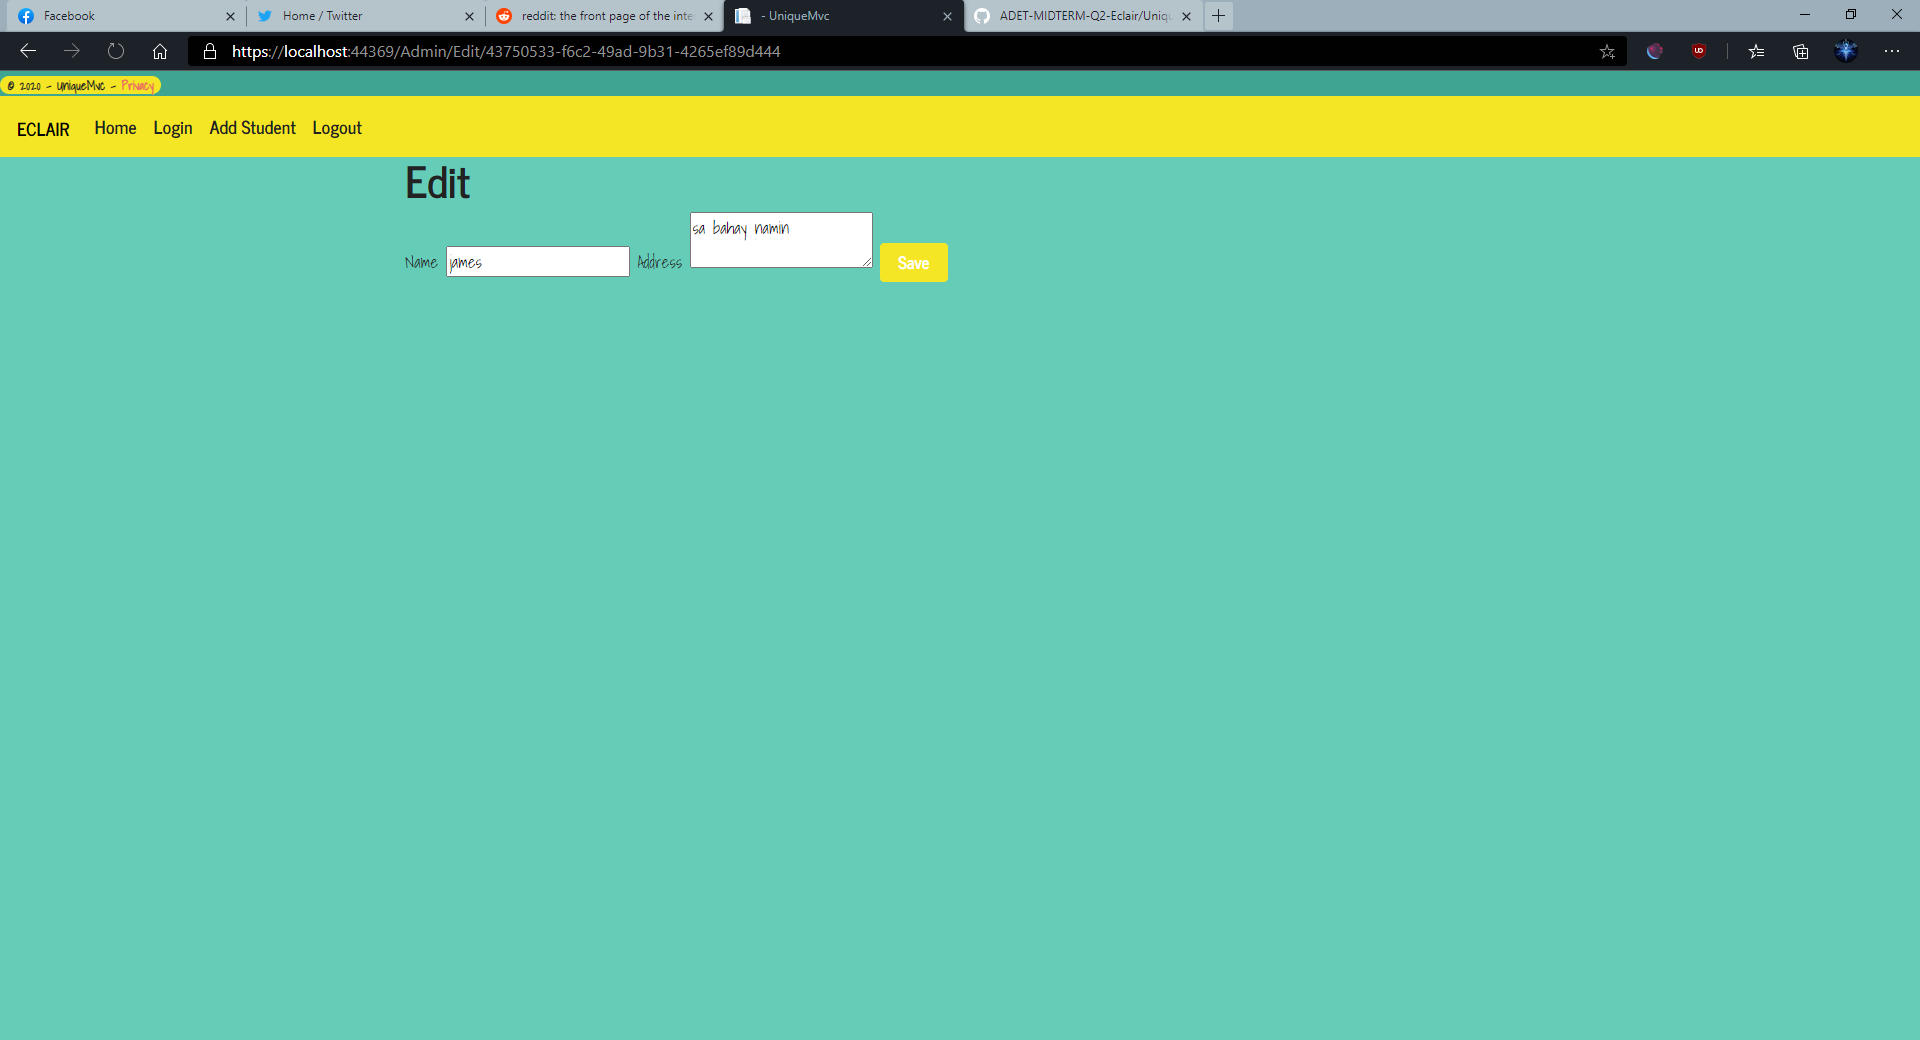 Facebook
Home / Twitter
reddit: the front page of the inte
- UniqueMvc
ADET-MIDTERM-Q2-Eclair/Uniqu
https://localhost:44369/Admin/Edit/43750533-f6c2-49ad-9b31-4265ef89d444
© 2020 - UniqueMvc - Privacy
ECLAIR Home Login Add Student Logout
Edit
Name james Address sa bahay namin Save